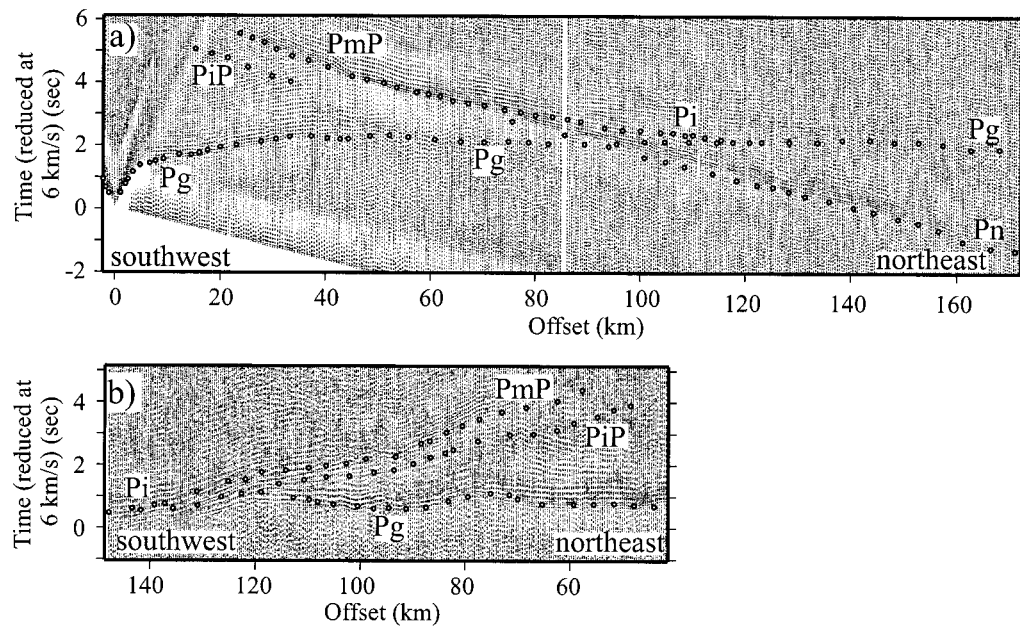 a)
6
4
2
0
-2
Time (reduced at
6 km/s) (sec)
PmP
PiP
Pi
Pg
Pg
Pg
Pn
southwest
northeast
0
20
40
60
80
100
120
140
160
Offset (km)
b)
4
2
0
Time (reduced at
6 km/s) (sec)
PmP
PiP
Pi
Pg
southwest
northeast
140
120
100
80
60
Offset (km)